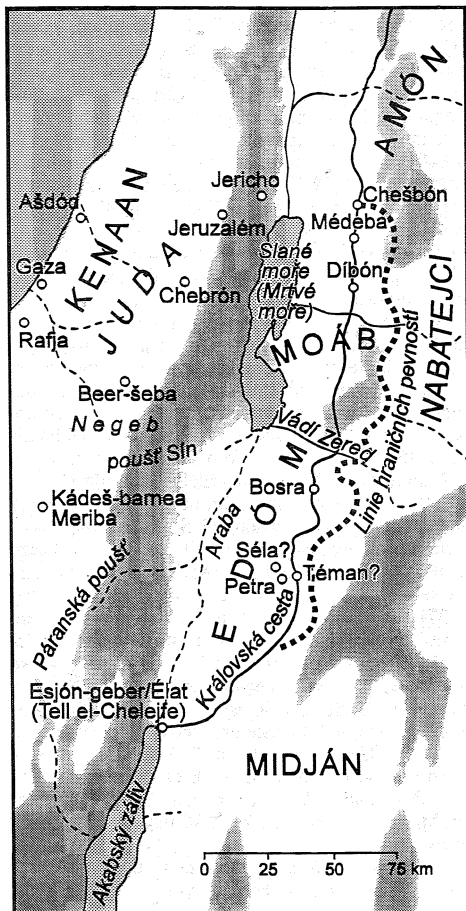 AMÓN
Jericho
Chešbón
Ašdód
KENAAN
Jeruzalém
Médeba
Slané
moře
(Mrtvé
moře)
Gaza
JUDA
Chebrón
Díbón
NABATEJCI
Rafja
MOÁB
Beer-šeba
Negeb
poušť Sin
Vádí Zered
Linie hraničních pevností
Kádeš-barnea
Meriba
Bosra
Araba
EDÓM
Séla?
Petra
Téman?
Páranská poušť
Královská cesta
Esjón-geber/Élat
(Tell el-Cheleife)
MIDJÁN
Akabský záliv
0 25 50 75 km